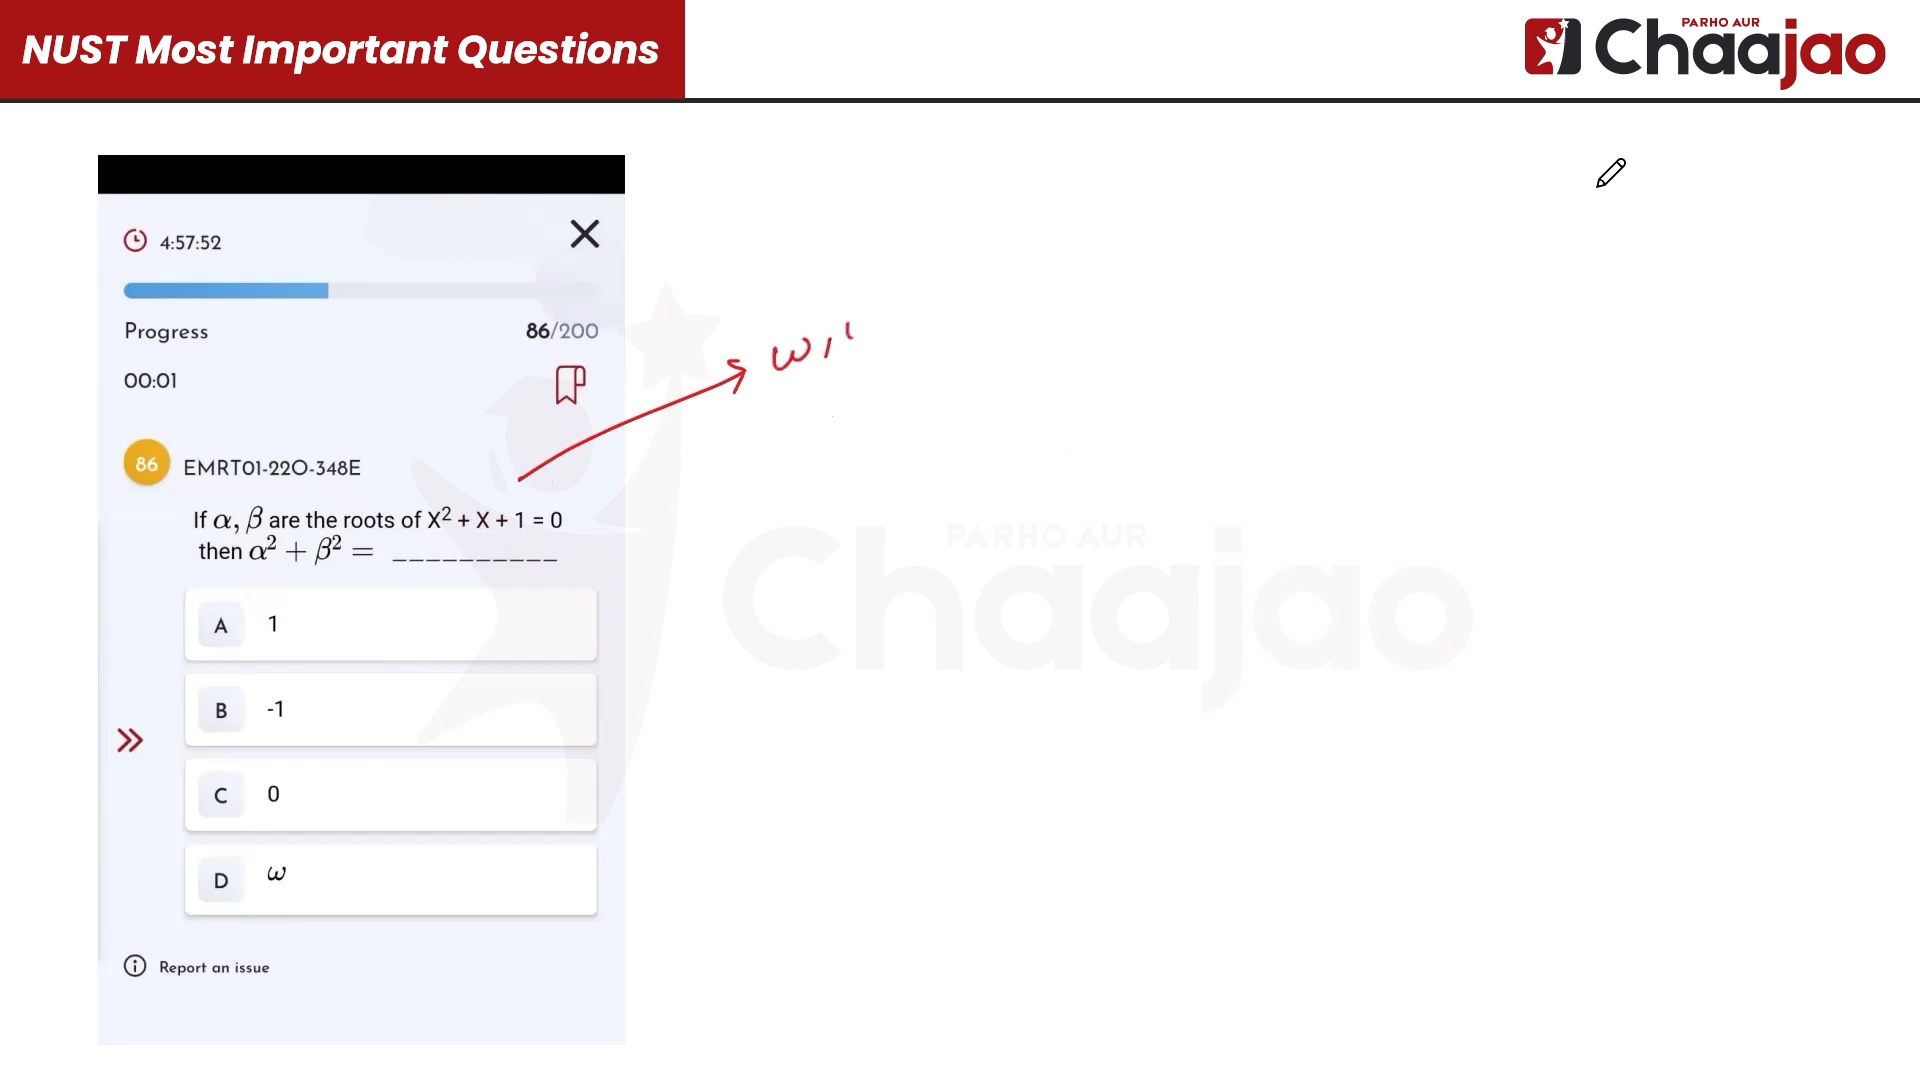 NUST Most Important Questions
PARHO AUR
Chaajao
4:57:52
Progress 86/200
00:01
86 EMRT01-22O-348E
If α, β are the roots of X² + X + 1 = 0
then α² + β² = __________
A 1
B -1
C 0
D ω
Report an issue
ω,
PARHO AUR
Chaajao